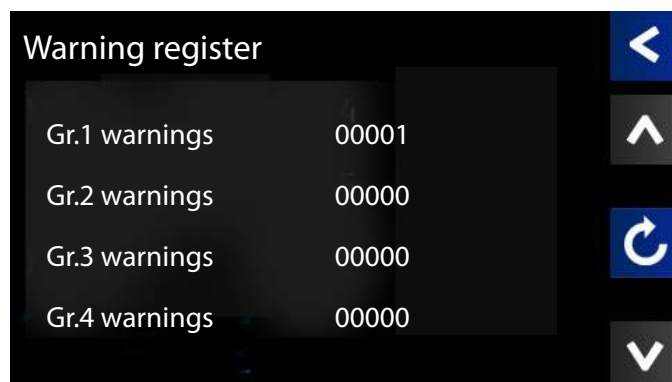 Warning register
Gr.1 warnings 00001
Gr.2 warnings 00000
Gr.3 warnings 00000
Gr.4 warnings 00000